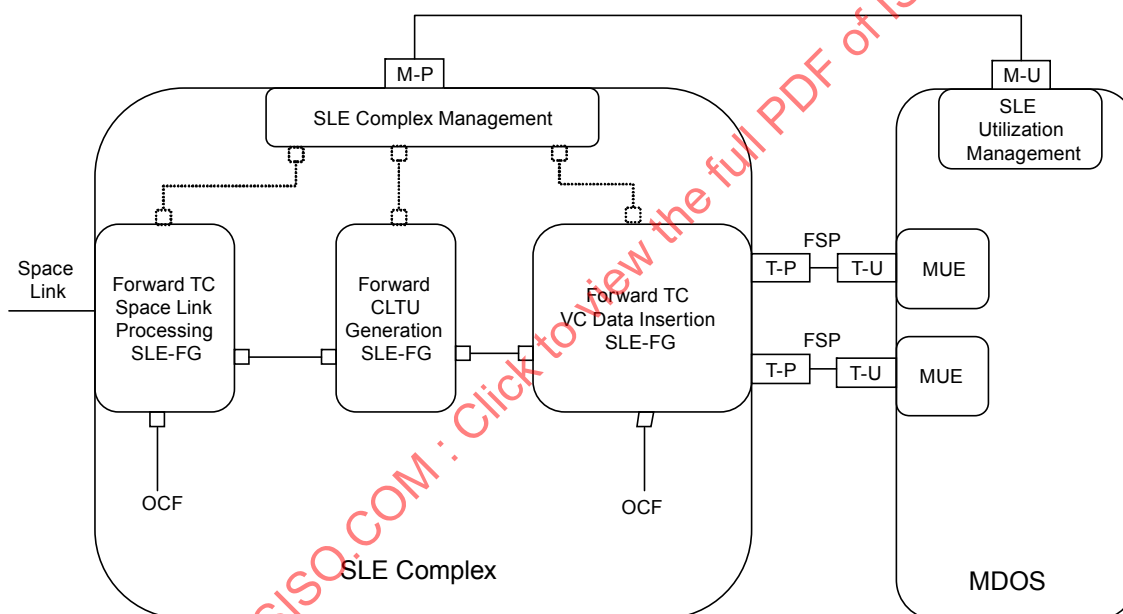 M-P
M-U
SLE Complex Management
SLE
Utilization
Management
Space
Link
Forward TC
Space Link
Processing
SLE-FG
Forward
CLTU
Generation
SLE-FG
Forward TC
VC Data Insertion
SLE-FG
FSP
T-P
T-U
MUE
FSP
T-P
T-U
MUE
OCF
OCF
SLE Complex
MDOS
SISO.COM : Click to view the full PDF of IS